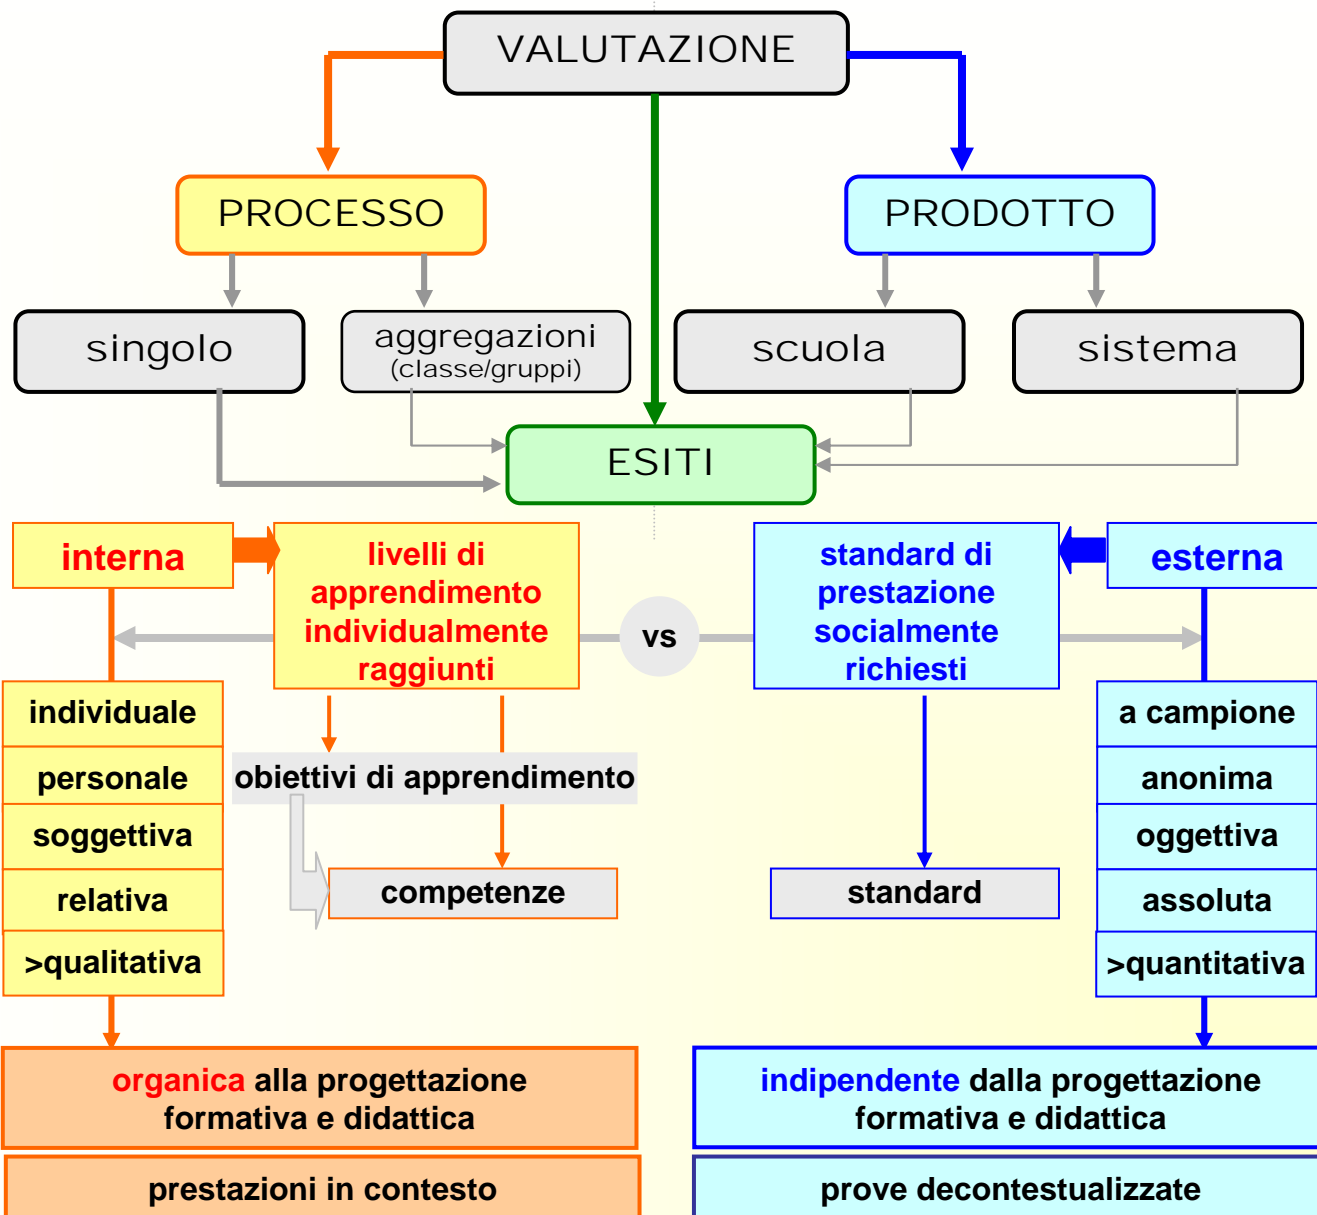 VALUTAZIONE
PROCESSO
PRODOTTO
singolo
aggregazioni
(classe/gruppi)
scuola
sistema
ESITI
interna
livelli di
apprendimento
individualmente
raggiunti
vs
standard di
prestazione
socialmente
richiesti
esterna
individuale
personale
soggettiva
relativa
>qualitativa
obiettivi di apprendimento
competenze
standard
a campione
anonima
oggettiva
assoluta
>quantitativa
organica alla progettazione
formativa e didattica
indipendente dalla progettazione
formativa e didattica
prestazioni in contesto
prove decontestualizzate